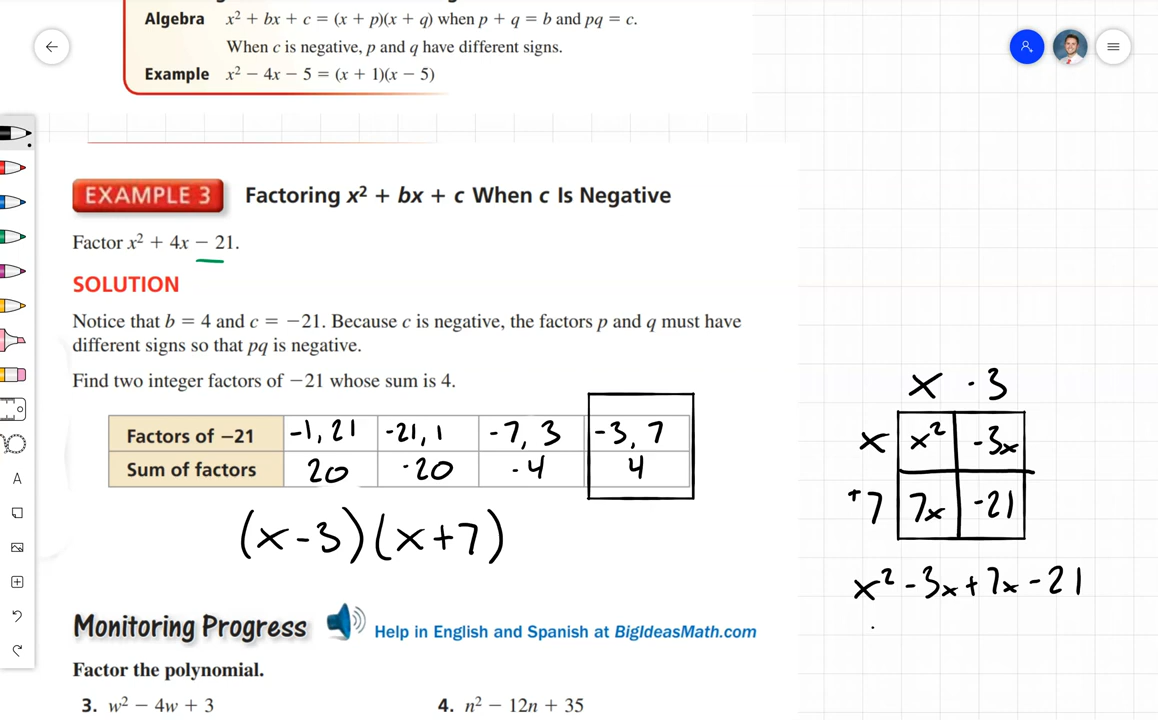 Algebra x² + bx + c = (x + p)(x + q) when p + q = b and pq = c.
When c is negative, p and q have different signs.
Example x² − 4x − 5 = (x + 1)(x − 5)
EXAMPLE 3 Factoring x² + bx + c When c Is Negative
Factor x² + 4x − 21.
SOLUTION
Notice that b = 4 and c = −21. Because c is negative, the factors p and q must have
different signs so that pq is negative.
Find two integer factors of −21 whose sum is 4.
Factors of −21 -1, 21 -21, 1 -7, 3 -3, 7
Sum of factors 20 -20 -4 4
(x-3)(x+7)
x -3
x x² -3x
+7 7x -21
x² -3x + 7x - 21
Monitoring Progress Help in English and Spanish at BigIdeasMath.com
Factor the polynomial.
3. w² − 4w + 3 4. n² − 12n + 35
A